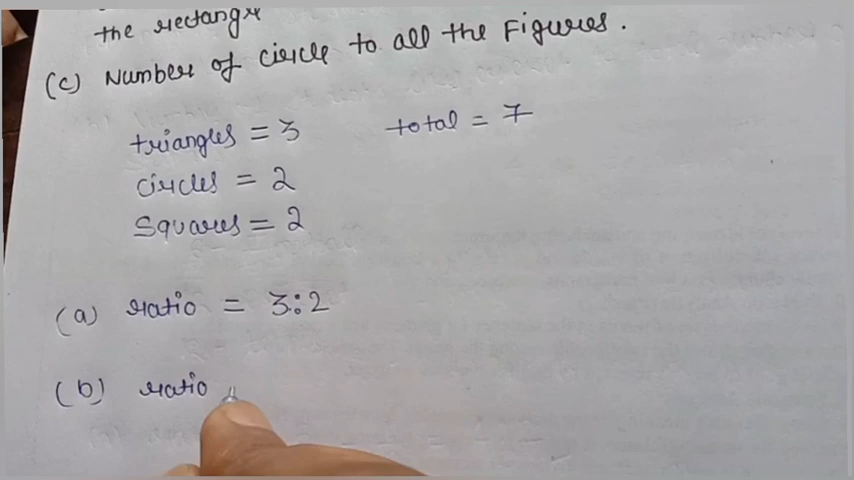 the rectangle
(c) Number of circle to all the Figures.
triangles = 3 total = 7
circles = 2
Squares = 2
(a) ratio = 3:2
(b) ratio